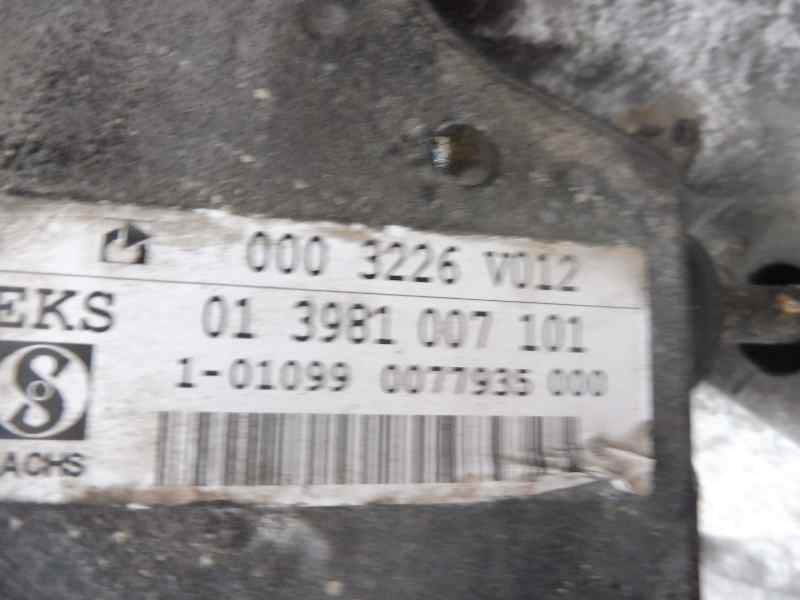 000 3226 V012
EKS 01 3981 007 101
1-01099 0077935 000
S
ACHS